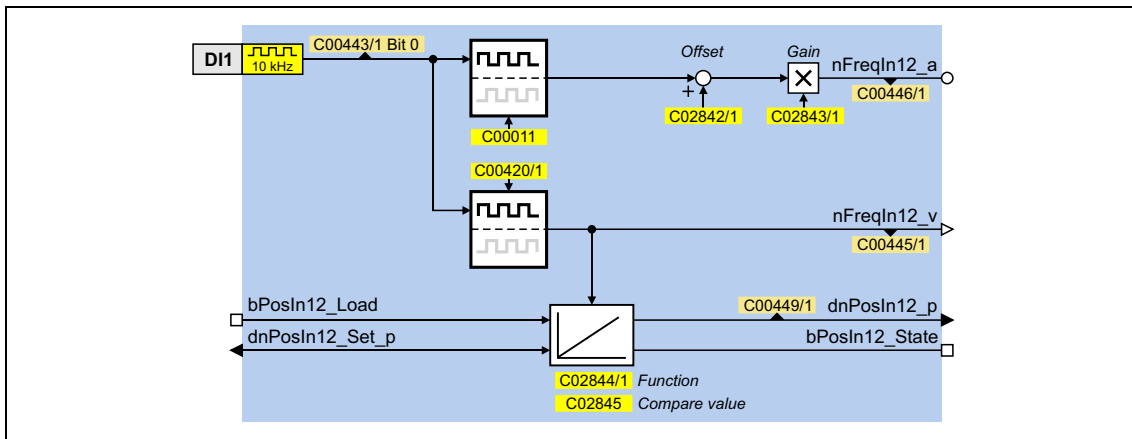 DI1
10 kHz
C00443/1 Bit 0
Offset
Gain
nFreqIn12_a
C00446/1
+
C02842/1
C02843/1
C00011
C00420/1
nFreqIn12_v
C00445/1
bPosIn12_Load
C00449/1
dnPosIn12_p
dnPosIn12_Set_p
bPosIn12_State
C02844/1 Function
C02845 Compare value